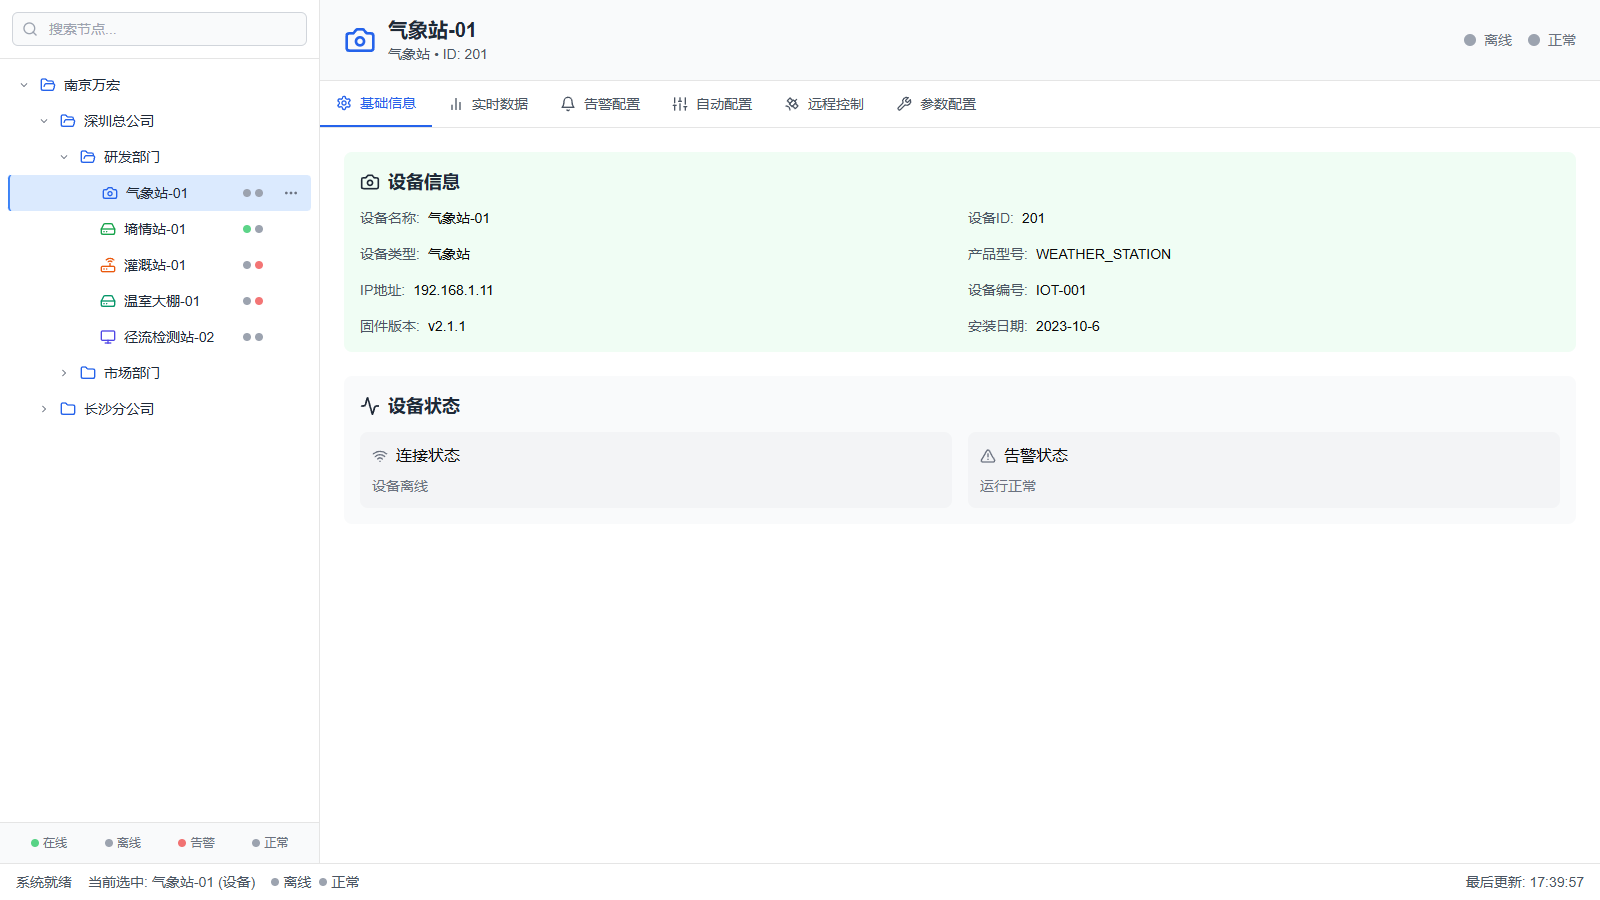 搜索节点...
南京万宏
深圳总公司
研发部门
气象站-01
墒情站-01
灌溉站-01
温室大棚-01
径流检测站-02
市场部门
长沙分公司
在线 离线 告警 正常
气象站-01
气象站 • ID: 201
离线 正常
基础信息 实时数据 告警配置 自动配置 远程控制 参数配置
设备信息
设备名称: 气象站-01 设备ID: 201
设备类型: 气象站 产品型号: WEATHER_STATION
IP地址: 192.168.1.11 设备编号: IOT-001
固件版本: v2.1.1 安装日期: 2023-10-6
设备状态
连接状态
设备离线
告警状态
运行正常
系统就绪 当前选中: 气象站-01 (设备) 离线 正常 最后更新: 17:39:57